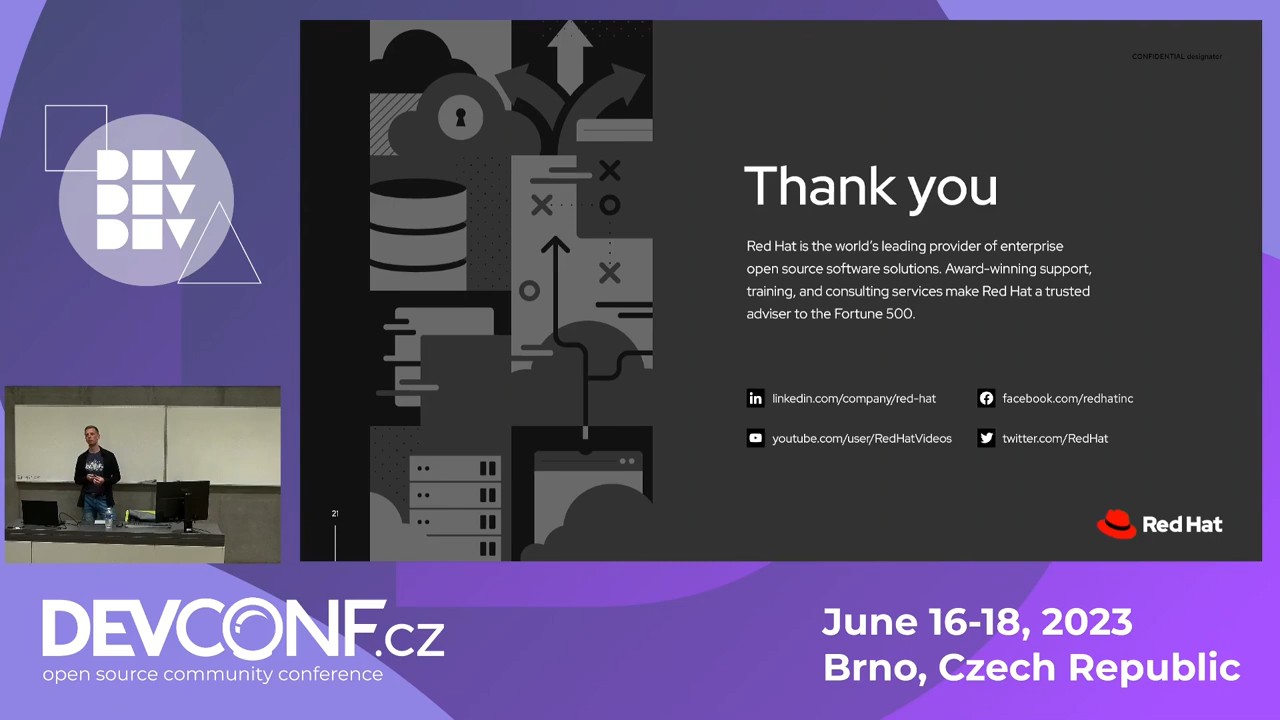 DEV
DEV
DEV
CONFIDENTIAL designator
Thank you
Red Hat is the world’s leading provider of enterprise
open source software solutions. Award-winning support,
training, and consulting services make Red Hat a trusted
adviser to the Fortune 500.
linkedin.com/company/red-hat
facebook.com/redhatinc
youtube.com/user/RedHatVideos
twitter.com/RedHat
21
Red Hat
DEVCONF.cz
open source community conference
June 16-18, 2023
Brno, Czech Republic